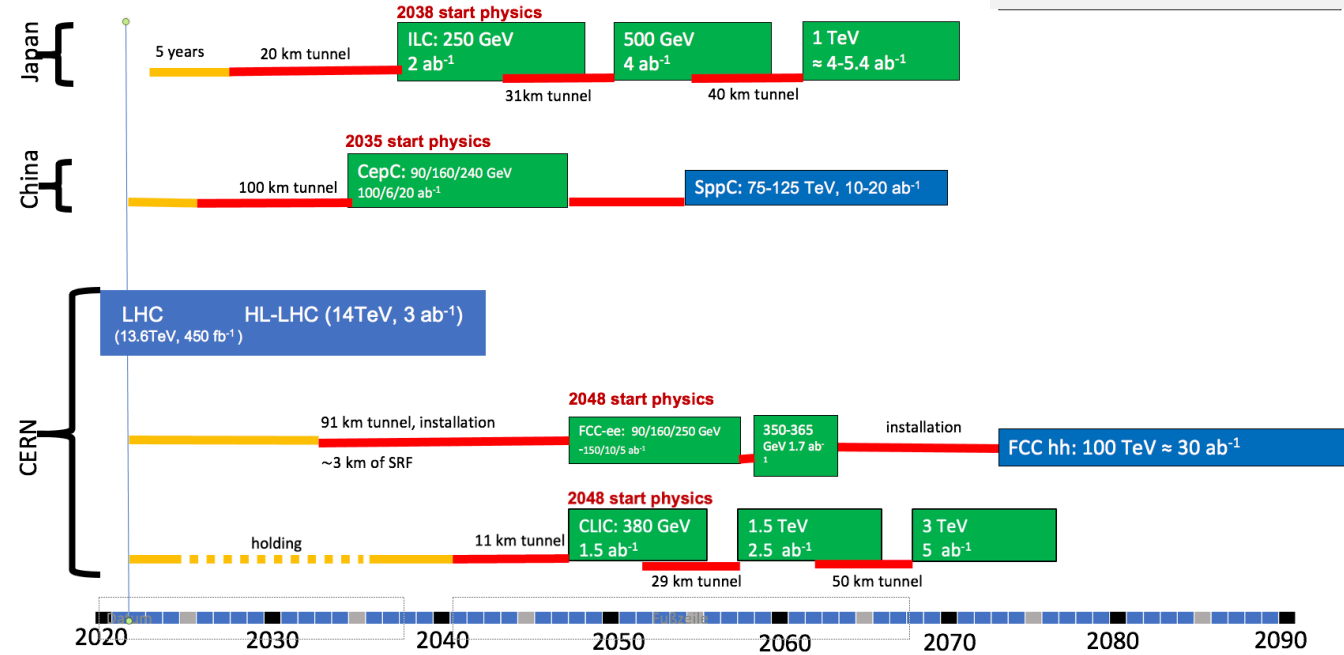 2038 start physics
Japan
5 years
20 km tunnel
ILC: 250 GeV
2 ab⁻¹
500 GeV
4 ab⁻¹
1 TeV
≈ 4-5.4 ab⁻¹
31km tunnel
40 km tunnel
2035 start physics
China
100 km tunnel
CepC: 90/160/240 GeV
100/6/20 ab⁻¹
SppC: 75-125 TeV, 10-20 ab⁻¹
CERN
LHC HL-LHC (14TeV, 3 ab⁻¹)
(13.6TeV, 450 fb⁻¹ )
2048 start physics
91 km tunnel, installation
~3 km of SRF
FCC-ee: 90/160/250 GeV
~150/10/5 ab⁻¹
350-365
GeV 1.7 ab⁻
¹
installation
FCC hh: 100 TeV ≈ 30 ab⁻¹
2048 start physics
holding
11 km tunnel
CLIC: 380 GeV
1.5 ab⁻¹
1.5 TeV
2.5 ab⁻¹
3 TeV
5 ab⁻¹
29 km tunnel
50 km tunnel
Datum
Fußzeile
2020 2030 2040 2050 2060 2070 2080 2090